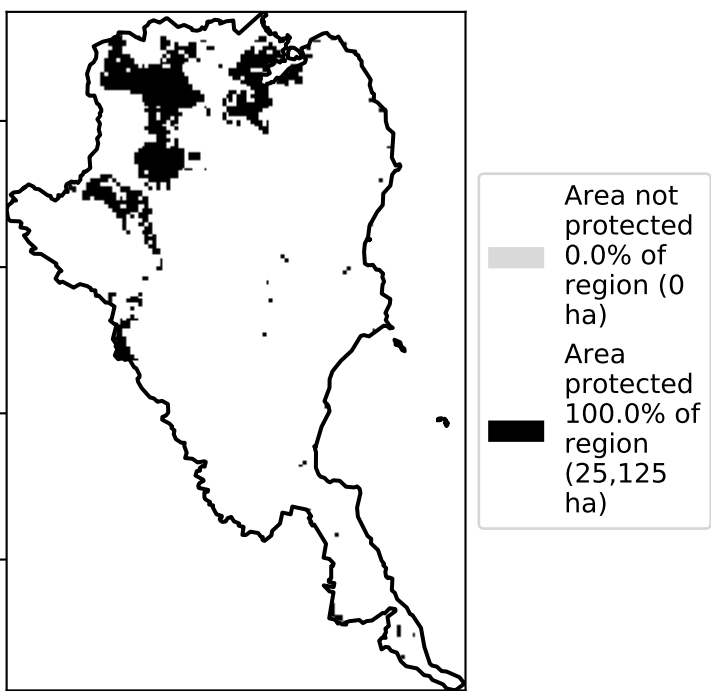 Area not
protected
0.0% of
region (0
ha)
Area
protected
100.0% of
region
(25,125
ha)